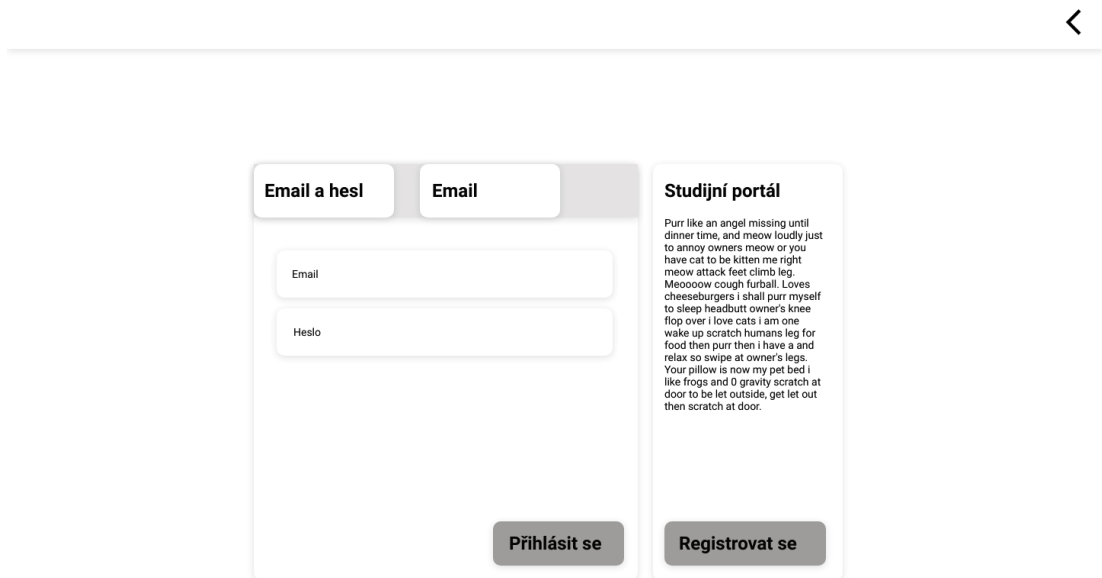 Email a hesl
Email
Email
Heslo
Přihlásit se
Studijní portál
Purr like an angel missing until
dinner time, and meow loudly just
to annoy owners meow or you
have cat to be kitten me right
meow attack feet climb leg.
Meoooow cough furball. Loves
cheeseburgers i shall purr myself
to sleep headbutt owner's knee
flop over i love cats i am one
wake up scratch humans leg for
food then purr then i have a and
relax so swipe at owner's legs.
Your pillow is now my pet bed i
like frogs and 0 gravity scratch at
door to be let outside, get let out
then scratch at door.
Registrovat se